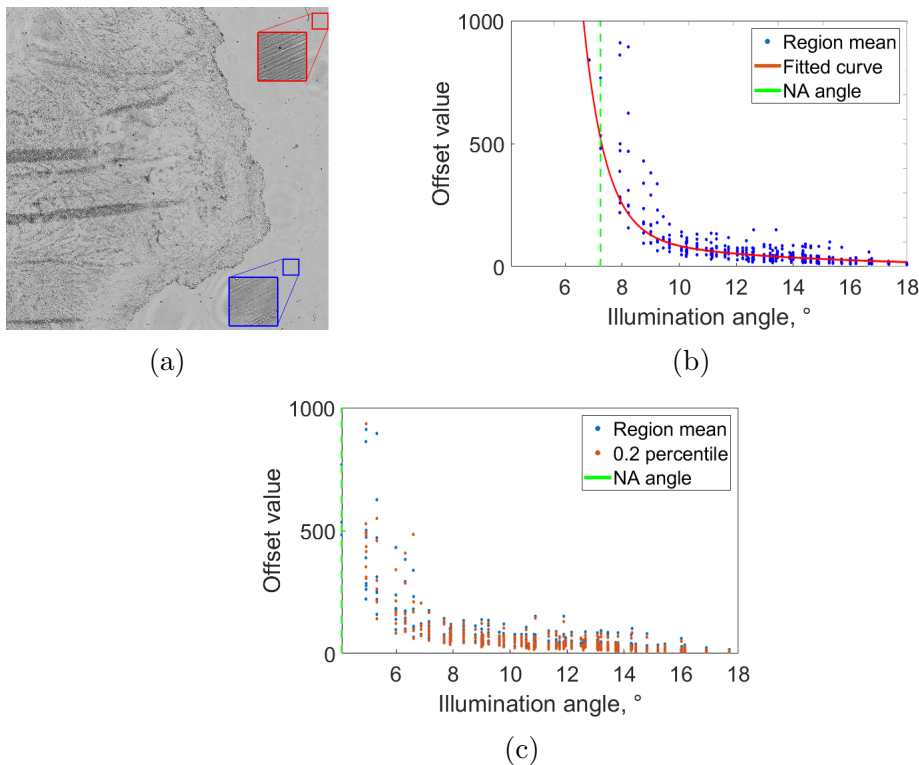 (a)
1000
500
0
Offset value
6 8 10 12 14 16 18
Illumination angle, °
Region mean
Fitted curve
NA angle
(b)
1000
500
0
Offset value
6 8 10 12 14 16 18
Illumination angle, °
Region mean
0.2 percentile
NA angle
(c)